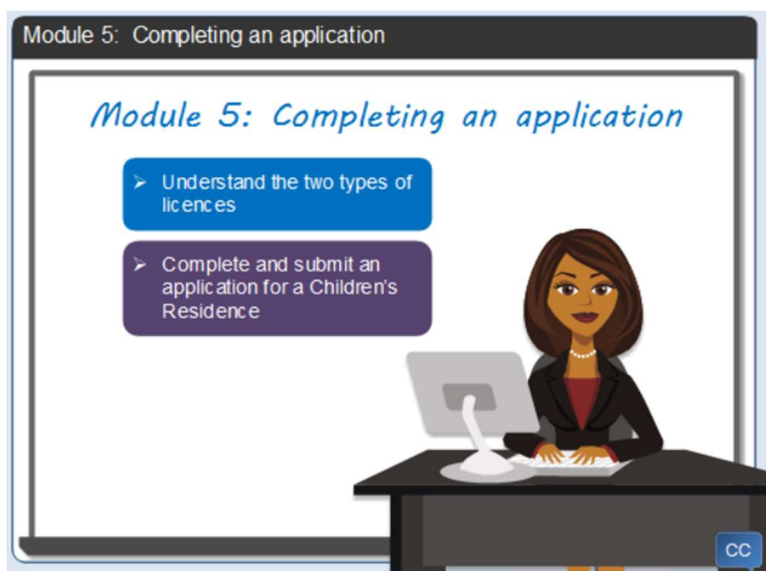 Module 5: Completing an application
Module 5: Completing an application
➢ Understand the two types of
licences
➢ Complete and submit an
application for a Children's
Residence
CC